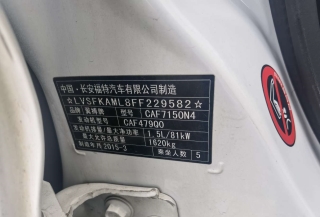 中国·长安福特汽车有限公司制造
☆LVSFKAML8FF229582☆
品牌 福特牌 型号 CAF7150N4
发动机型号 CAF479Q0
发动机排量/最大净功率 1.5L/81kW
最大允许总质量 1620kg
制造年月 2015-3 乘坐人数 5